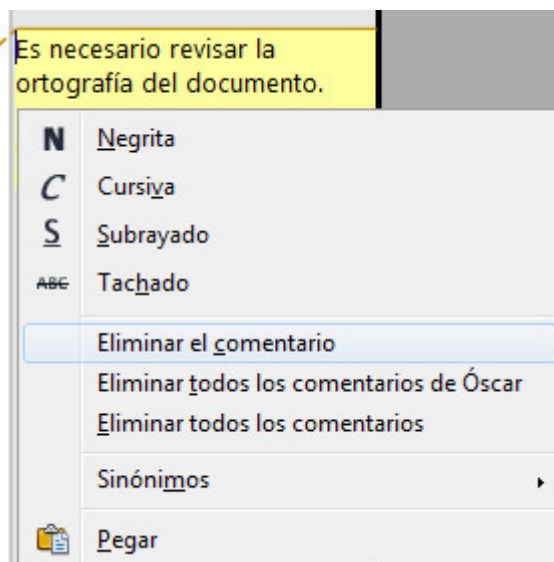 Es necesario revisar la
ortografía del documento.
N Negrita
C Cursiva
S Subrayado
ABC Tachado
Eliminar el comentario
Eliminar todos los comentarios de Óscar
Eliminar todos los comentarios
Sinónimos
Pegar